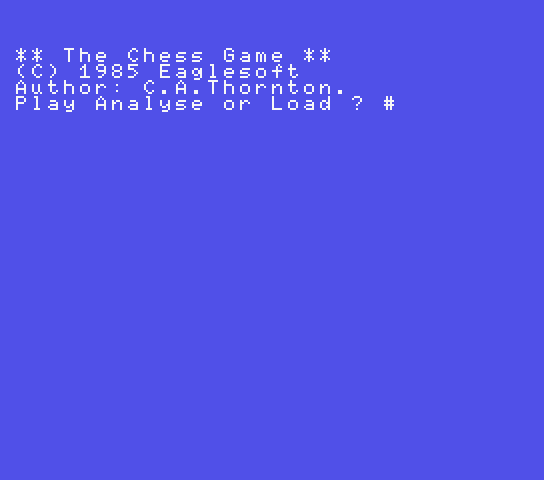 ** The Chess Game **
(C) 1985 Eaglesoft
Author: C.A.Thornton.
Play Analyse or Load ? #